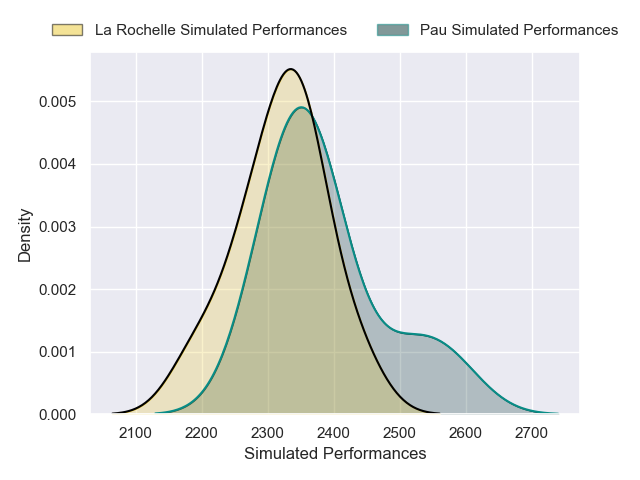 La Rochelle Simulated Performances Pau Simulated Performances
0.005
0.004
0.003
0.002
0.001
0.000
Density
2100 2200 2300 2400 2500 2600 2700
Simulated Performances